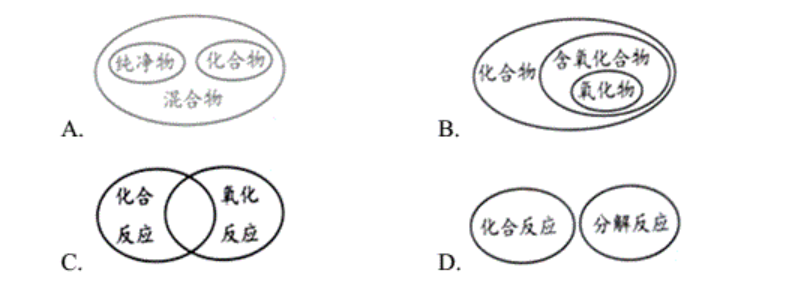 纯净物 化合物
混合物
A.
化合物 含氧化合物
氧化物
B.
化合 氧化
反应 反应
C.
化合反应 分解反应
D.